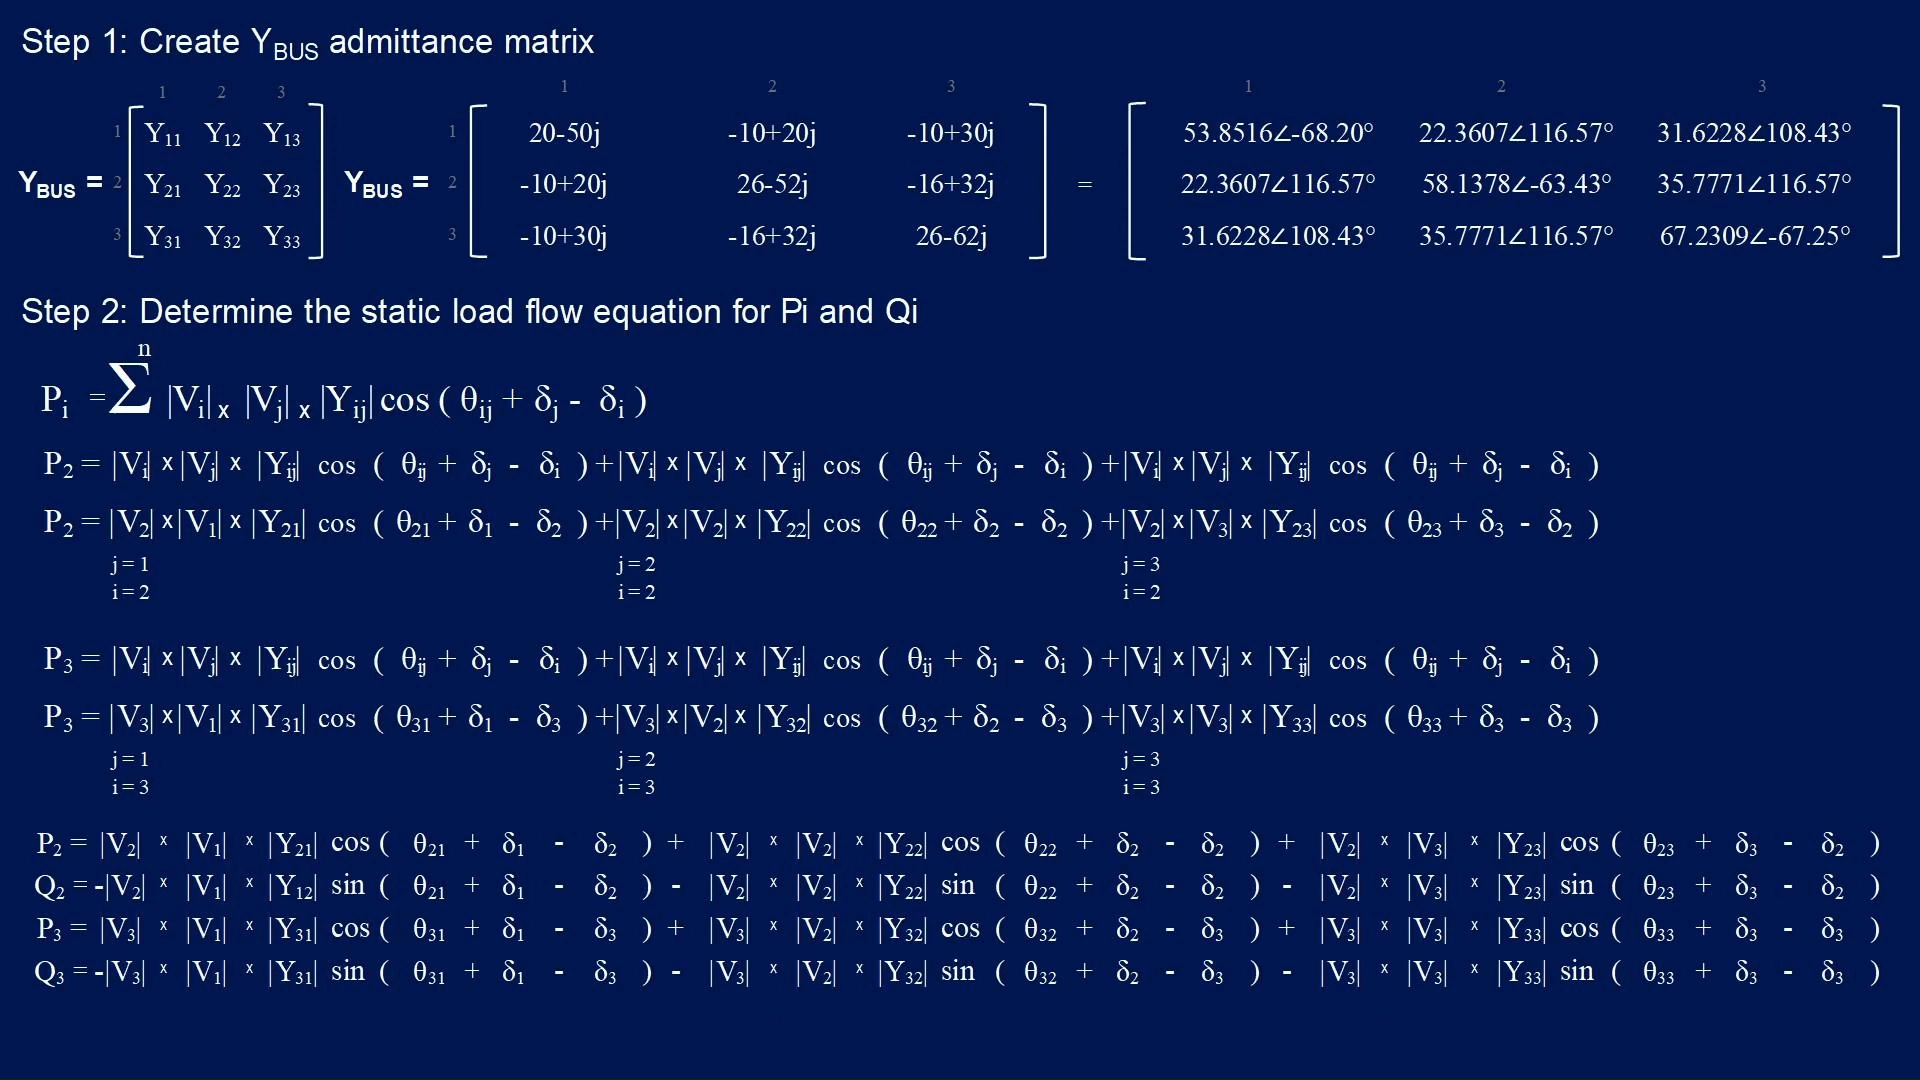 Step 1: Create Y_BUS admittance matrix
1 2 3 1 2 3 1 2 3
1 Y₁₁ Y₁₂ Y₁₃ 1 20-50j -10+20j -10+30j 53.8516∠-68.20° 22.3607∠116.57° 31.6228∠108.43°
Y_BUS = 2 Y₂₁ Y₂₂ Y₂₃ Y_BUS = 2 -10+20j 26-52j -16+32j = 22.3607∠116.57° 58.1378∠-63.43° 35.7771∠116.57°
3 Y₃₁ Y₃₂ Y₃₃ 3 -10+30j -16+32j 26-62j 31.6228∠108.43° 35.7771∠116.57° 67.2309∠-67.25°
Step 2: Determine the static load flow equation for Pi and Qi
n
Pᵢ = ∑ |Vᵢ| x |Vⱼ| x |Yᵢⱼ| cos ( θᵢⱼ + δⱼ - δᵢ )
P₂ = |Vᵢ| x |Vⱼ| x |Yᵢⱼ| cos ( θᵢⱼ + δⱼ - δᵢ ) + |Vᵢ| x |Vⱼ| x |Yᵢⱼ| cos ( θᵢⱼ + δⱼ - δᵢ ) + |Vᵢ| x |Vⱼ| x |Yᵢⱼ| cos ( θᵢⱼ + δⱼ - δᵢ )
P₂ = |V₂| x |V₁| x |Y₂₁| cos ( θ₂₁ + δ₁ - δ₂ ) + |V₂| x |V₂| x |Y₂₂| cos ( θ₂₂ + δ₂ - δ₂ ) + |V₂| x |V₃| x |Y₂₃| cos ( θ₂₃ + δ₃ - δ₂ )
j = 1 j = 2 j = 3
i = 2 i = 2 i = 2
P₃ = |Vᵢ| x |Vⱼ| x |Yᵢⱼ| cos ( θᵢⱼ + δⱼ - δᵢ ) + |Vᵢ| x |Vⱼ| x |Yᵢⱼ| cos ( θᵢⱼ + δⱼ - δᵢ ) + |Vᵢ| x |Vⱼ| x |Yᵢⱼ| cos ( θᵢⱼ + δⱼ - δᵢ )
P₃ = |V₃| x |V₁| x |Y₃₁| cos ( θ₃₁ + δ₁ - δ₃ ) + |V₃| x |V₂| x |Y₃₂| cos ( θ₃₂ + δ₂ - δ₃ ) + |V₃| x |V₃| x |Y₃₃| cos ( θ₃₃ + δ₃ - δ₃ )
j = 1 j = 2 j = 3
i = 3 i = 3 i = 3
P₂ = |V₂| x |V₁| x |Y₂₁| cos ( θ₂₁ + δ₁ - δ₂ ) + |V₂| x |V₂| x |Y₂₂| cos ( θ₂₂ + δ₂ - δ₂ ) + |V₂| x |V₃| x |Y₂₃| cos ( θ₂₃ + δ₃ - δ₂ )
Q₂ = -|V₂| x |V₁| x |Y₁₂| sin ( θ₂₁ + δ₁ - δ₂ ) - |V₂| x |V₂| x |Y₂₂| sin ( θ₂₂ + δ₂ - δ₂ ) - |V₂| x |V₃| x |Y₂₃| sin ( θ₂₃ + δ₃ - δ₂ )
P₃ = |V₃| x |V₁| x |Y₃₁| cos ( θ₃₁ + δ₁ - δ₃ ) + |V₃| x |V₂| x |Y₃₂| cos ( θ₃₂ + δ₂ - δ₃ ) + |V₃| x |V₃| x |Y₃₃| cos ( θ₃₃ + δ₃ - δ₃ )
Q₃ = -|V₃| x |V₁| x |Y₃₁| sin ( θ₃₁ + δ₁ - δ₃ ) - |V₃| x |V₂| x |Y₃₂| sin ( θ₃₂ + δ₂ - δ₃ ) - |V₃| x |V₃| x |Y₃₃| sin ( θ₃₃ + δ₃ - δ₃ )